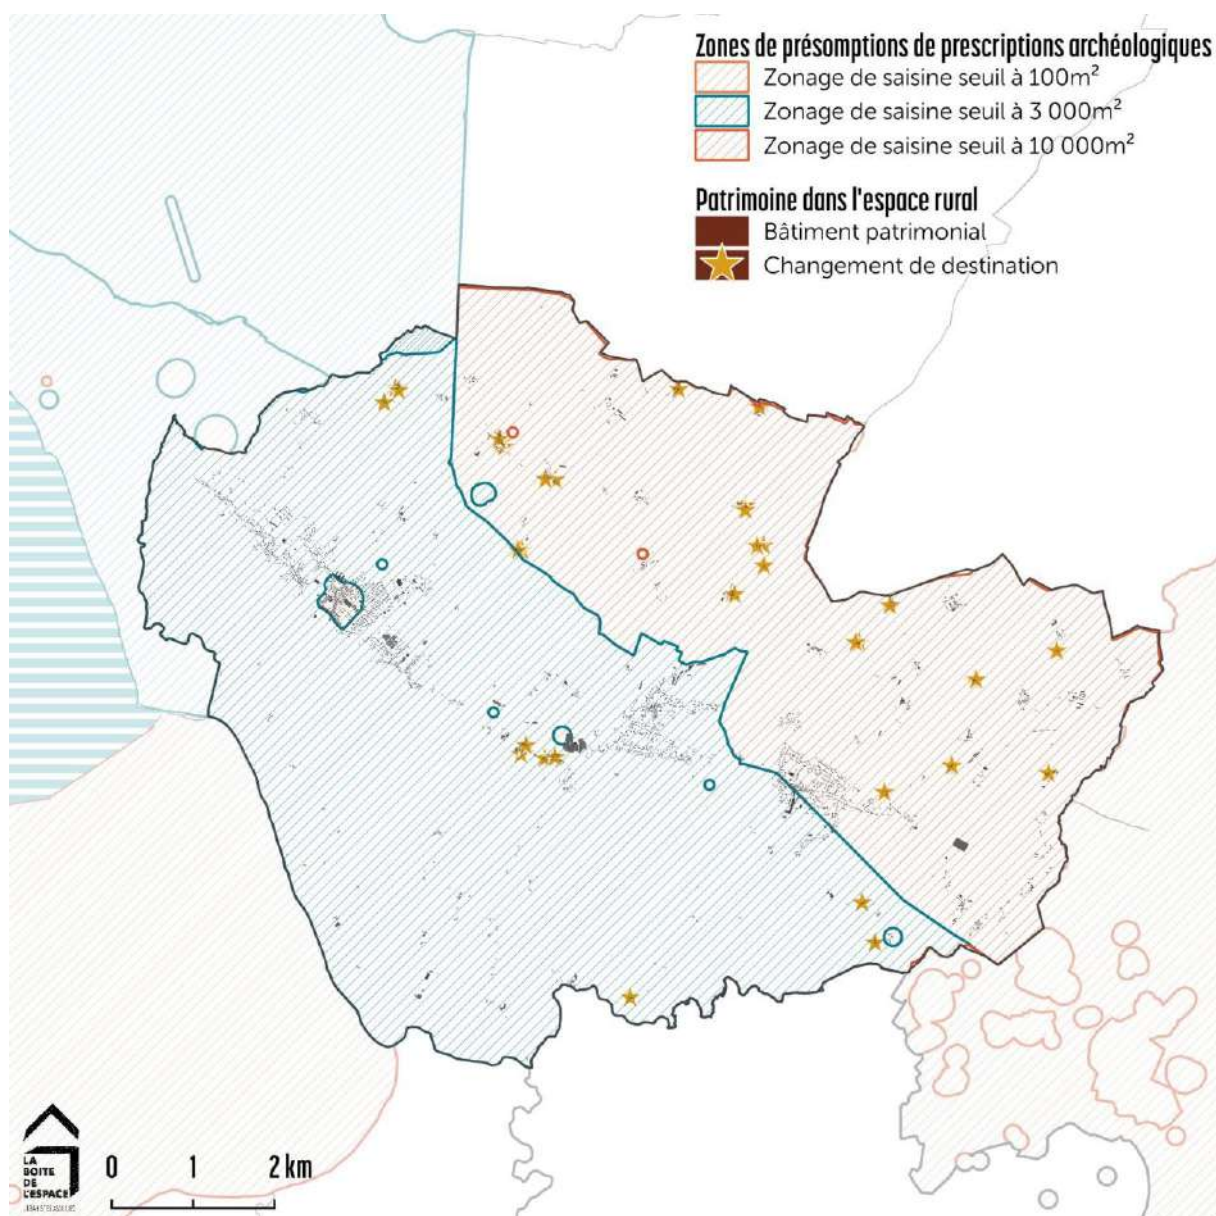 Zones de présomptions de prescriptions archéologiques
Zonage de saisine seuil à 100m²
Zonage de saisine seuil à 3 000m²
Zonage de saisine seuil à 10 000m²
Patrimoine dans l'espace rural
Bâtiment patrimonial
Changement de destination
LA
BOITE
DE
L'ESPACE
0 1 2 km